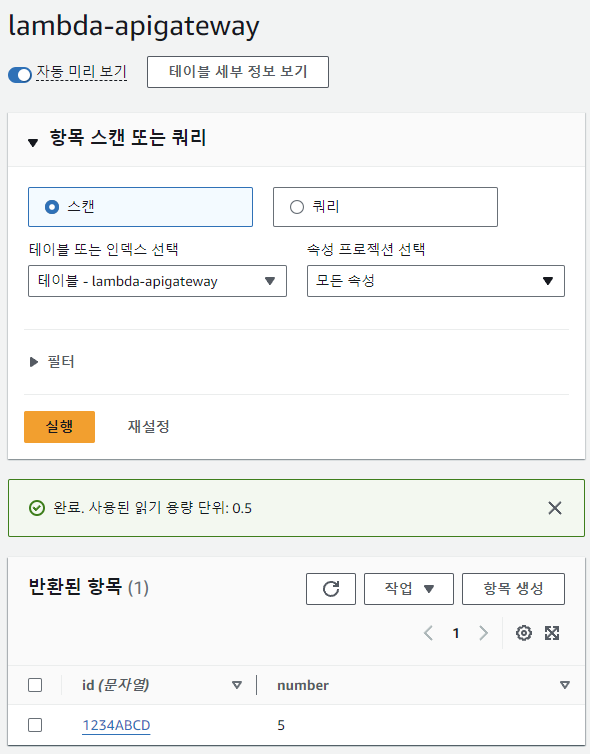 lambda-apigateway
자동 미리 보기
테이블 세부 정보 보기
항목 스캔 또는 쿼리
스캔
쿼리
테이블 또는 인덱스 선택
속성 프로젝션 선택
테이블 - lambda-apigateway
모든 속성
필터
실행
재설정
완료. 사용된 읽기 용량 단위: 0.5
반환된 항목 (1)
작업
항목 생성
1
id (문자열)
number
1234ABCD
5